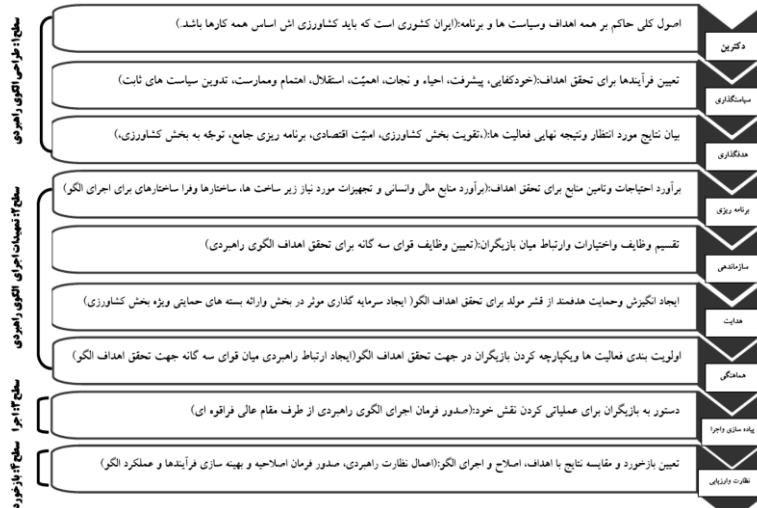 اصول کلی حاکم بر همه اهداف وسیاست ها و برنامه:(ایران کشوری است که باید کشاورزی اش اساس همه کارها باشد.)
دکترین
تعیین فرآیندها برای تحقق اهداف:(خودکفایی، پیشرفت، احیاء و نجات، اهمیّت، استقلال، اهتمام وممارست، تدوین سیاست های ثابت)
سیاستگذاری
بیان نتایج مورد انتظار ونتیجه نهایی فعالیت ها:(،تقویت بخش کشاورزی، امنیّت اقتصادی، برنامه ریزی جامع، توجّه به بخش کشاورزی،)
هدفگذاری
سطح۱: طراحی الگوی راهبردی
برآورد احتیاجات وتامین منابع برای تحقق اهداف:(برآورد منابع مالی وانسانی و تجهیزات مورد نیاز زیر ساخت ها، ساختارها وفرا ساختارهای برای اجرای الگو)
برنامه ریزی
تقسیم وظایف واختیارات وارتباط میان بازیگران:(تعیین وظایف قوای سه گانه برای تحقق اهداف الگوی راهبردی)
سازماندهی
ایجاد انگیزش وحمایت هدفمند از قشر مولد برای تحقق اهداف الگو( ایجاد سرمایه گذاری موثر در بخش وارائه بسته های حمایتی ویژه بخش کشاورزی)
هدایت
اولویت بندی فعالیت ها ویکپارچه کردن بازیگران در جهت تحقق اهداف الگو(ایجاد ارتباط راهبردی میان قوای سه گانه جهت تحقق اهداف الگو)
هماهنگی
سطح۲: تمهیدات اجرای الگوی راهبردی
دستور به بازیگران برای عملیاتی کردن نقش خود:(صدور فرمان اجرای الگوی راهبردی از طرف مقام عالی فراقوه ای)
پیاده سازی واجرا
سطح۳: اجرا
تعیین بازخورد و مقایسه نتایج با اهداف، اصلاح و اجرای الگو:(اعمال نظارت راهبردی، صدور فرمان اصلاحیه و بهینه سازی فرآیندها و عملکرد الگو)
نظارت وارزیابی
سطح۴: بازخورد